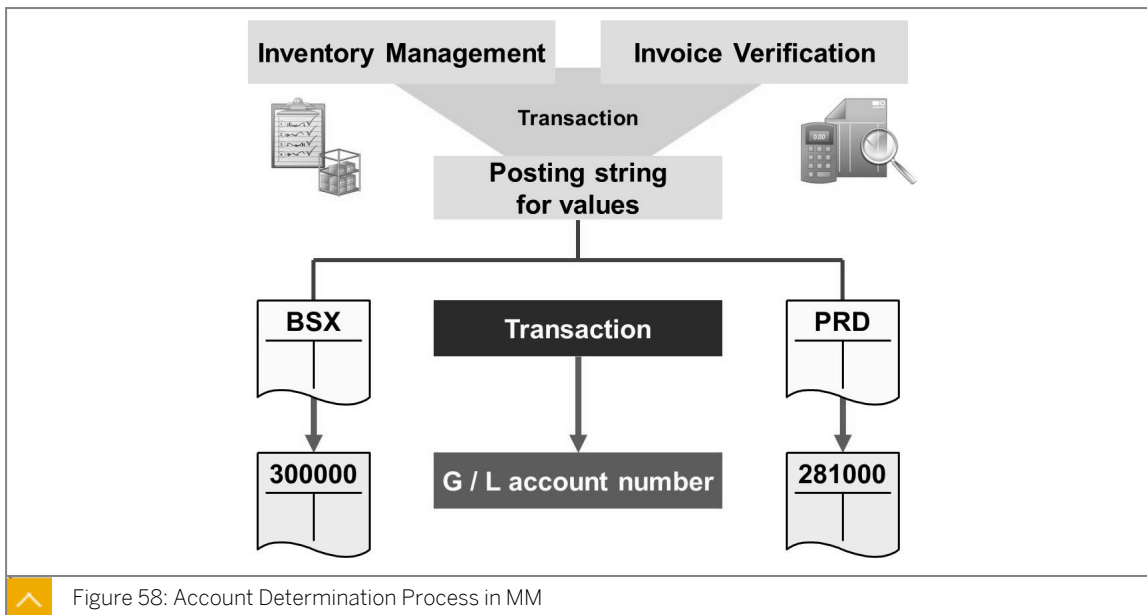 Inventory Management
Invoice Verification
Transaction
Posting string
for values
BSX
Transaction
PRD
300000
G / L account number
281000
Figure 58: Account Determination Process in MM